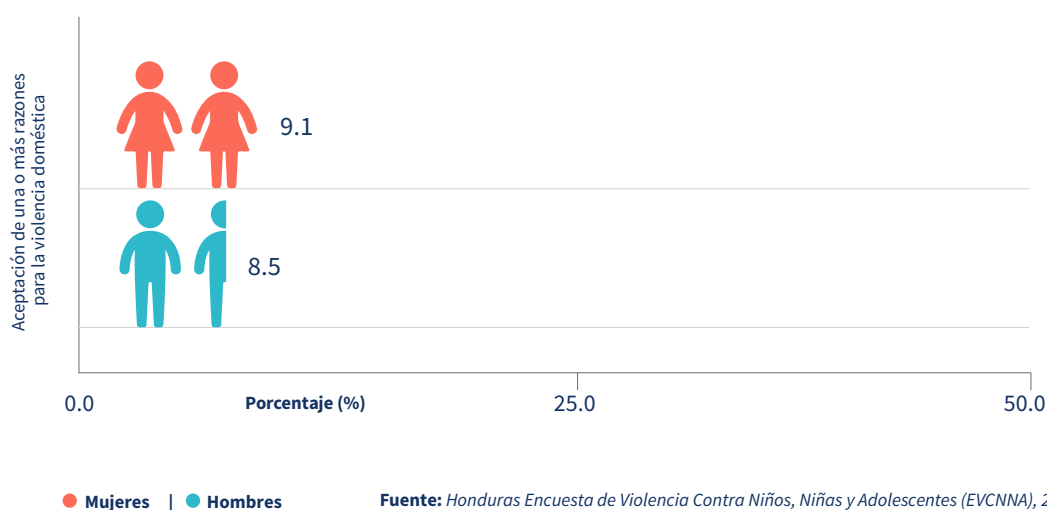 Aceptación de una o más razones
para la violencia doméstica
9.1
8.5
0.0
Porcentaje (%)
25.0
50.0
Mujeres | Hombres
Fuente: Honduras Encuesta de Violencia Contra Niños, Niñas y Adolescentes (EVCNNA), 2